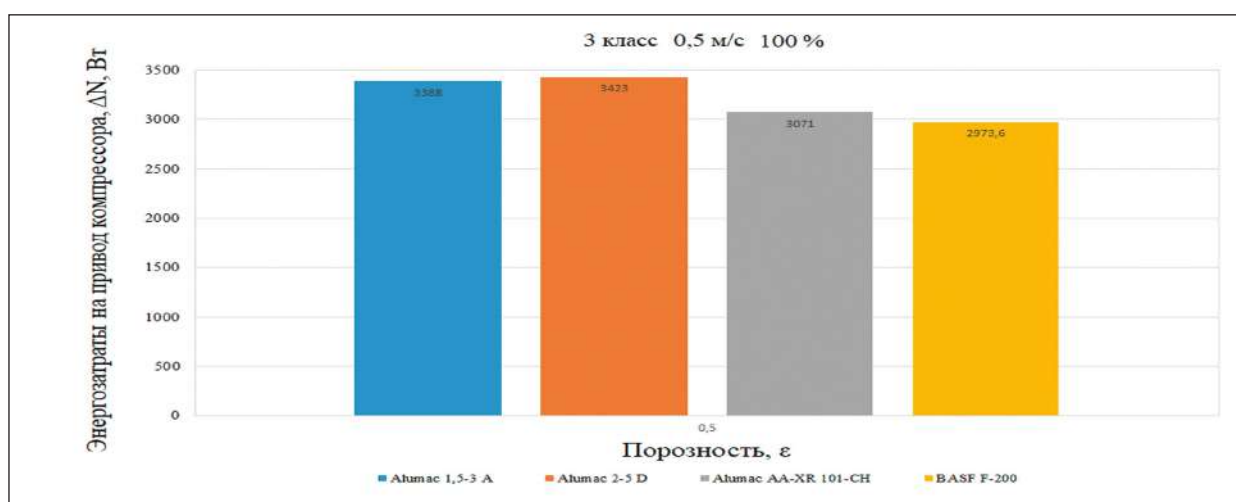 3 класс 0,5 м/с 100 %
Энергозатраты на привод компрессора, ΔN, Вт
3500
3000
2500
2000
1500
1000
500
0
3388
3423
3071
2973,6
0,5
Порозность, ε
Alumac 1,5-3 A
Alumac 2-5 D
Alumac AA-XR 101-CH
BASF F-200